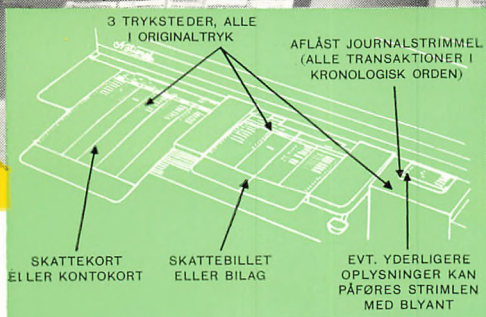 3 TRYKSTEDER, ALLE
I ORIGINALTRYK
AFLÅST JOURNALSTRIMMEL
(ALLE TRANSAKTIONER I
KRONOLOGISK ORDEN)
SKATTEKORT
ELLER KONTOKORT
SKATTEBILLET
ELLER BILAG
EVT. YDERLIGERE
OPLYSNINGER KAN
PÅFØRES STRIMLEN
MED BLYANT